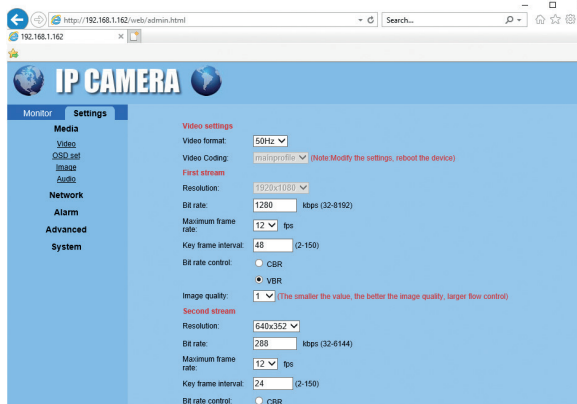 http://192.168.1.162/web/admin.html
Search...
192.168.1.162
IP CAMERA
Monitor Settings
Media
Video
OSD set
Image
Audio
Network
Alarm
Advanced
System
Video settings
Video format: 50Hz
Video Coding: mainprofile (Note:Modify the settings, reboot the device)
First stream
Resolution: 1920x1080
Bit rate: 1280 kbps (32-8192)
Maximum frame
rate: 12 fps
Key frame interval: 48 (2-150)
Bit rate control: CBR
VBR
Image quality: 1 (The smaller the value, the better the image quality, larger flow control)
Second stream
Resolution: 640x352
Bit rate: 288 kbps (32-6144)
Maximum frame
rate: 12 fps
Key frame interval: 24 (2-150)
Bit rate control: CBR